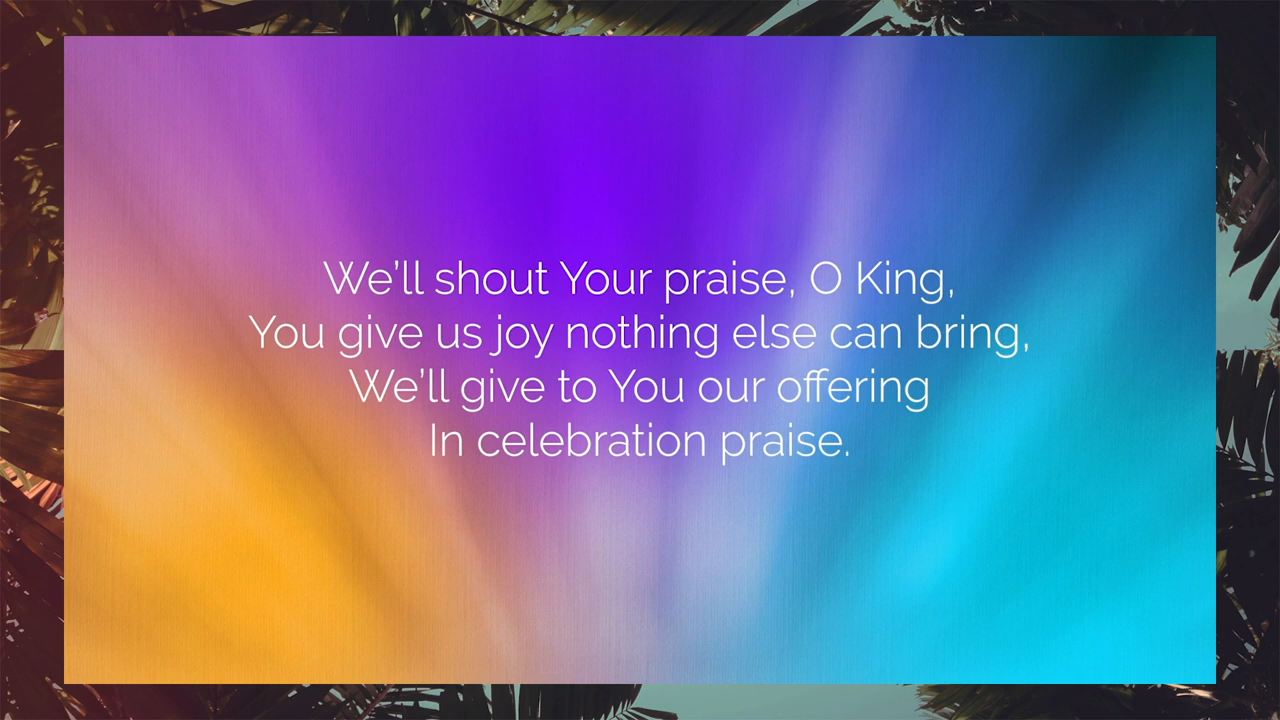 We’ll shout Your praise, O King,
You give us joy nothing else can bring,
We’ll give to You our offering
In celebration praise.